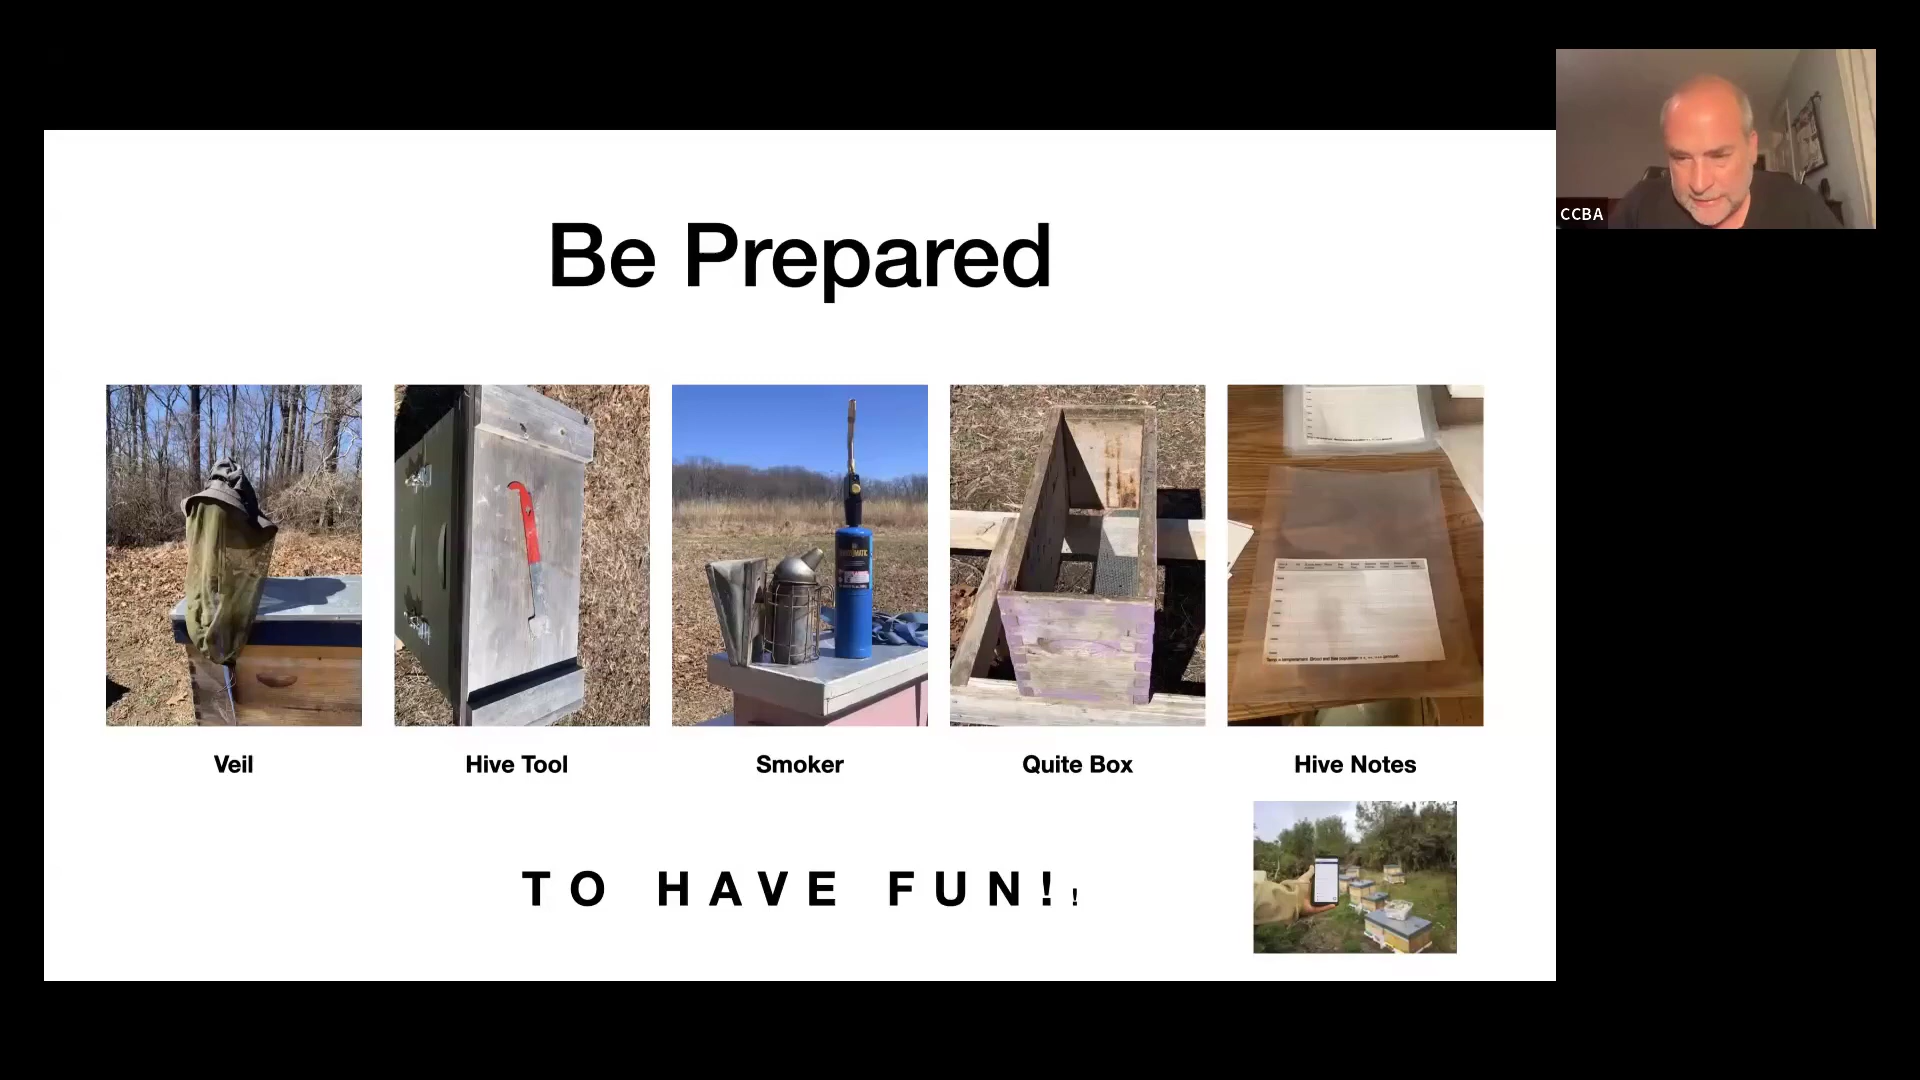 Be Prepared
CCBA
Veil
Hive Tool
Smoker
Quite Box
Hive Notes
TO HAVE FUN!!